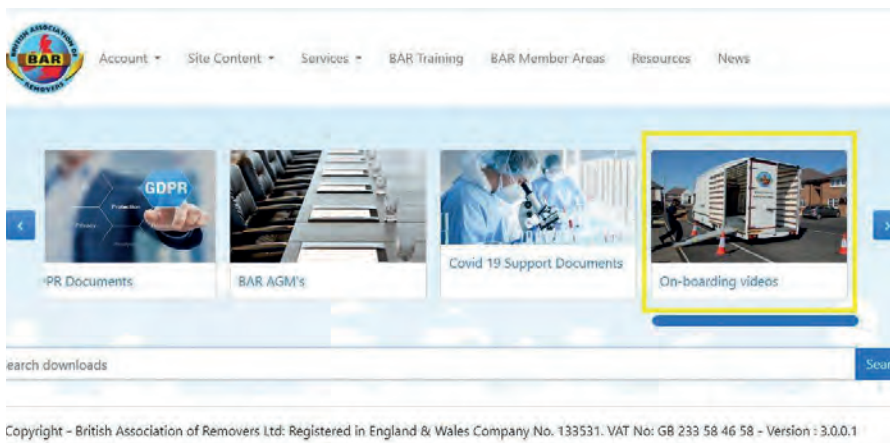 BRITISH ASSOCIATION OF
BAR
REMOVERS
Account
Site Content
Services
BAR Training
BAR Member Areas
Resources
News
GDPR
Privacy
Protection
PR Documents
BAR AGM's
Covid 19 Support Documents
On-boarding videos
earch downloads
Sear
Copyright - British Association of Removers Ltd: Registered in England & Wales Company No. 133531. VAT No: GB 233 58 46 58 - Version : 3.0.0.1